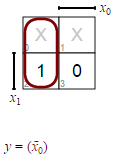 x₀
X X
0 1
1 0
2 3
x₁
y = (x̄₀)